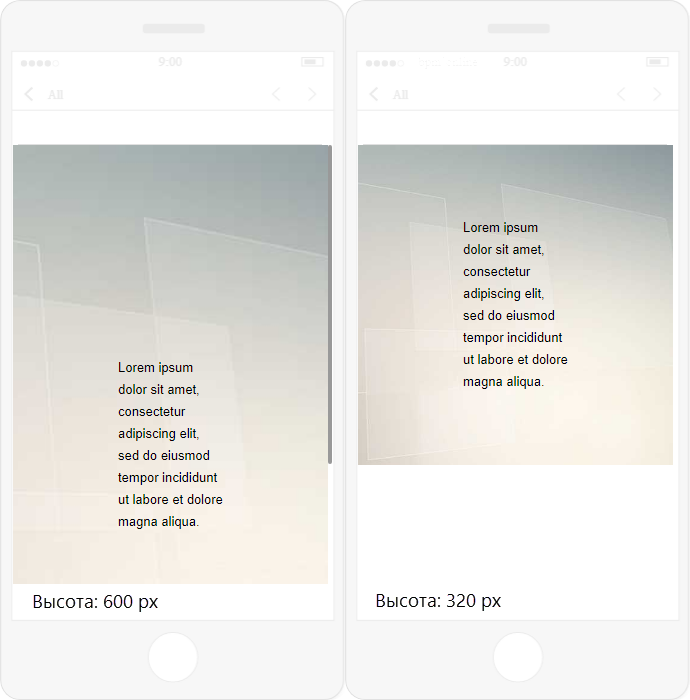 9:00
All
Lorem ipsum
dolor sit amet,
consectetur
adipiscing elit,
sed do eiusmod
tempor incididunt
ut labore et dolore
magna aliqua.
Высота: 600 px
9:00
All
Lorem ipsum
dolor sit amet,
consectetur
adipiscing elit,
sed do eiusmod
tempor incididunt
ut labore et dolore
magna aliqua.
Высота: 320 px